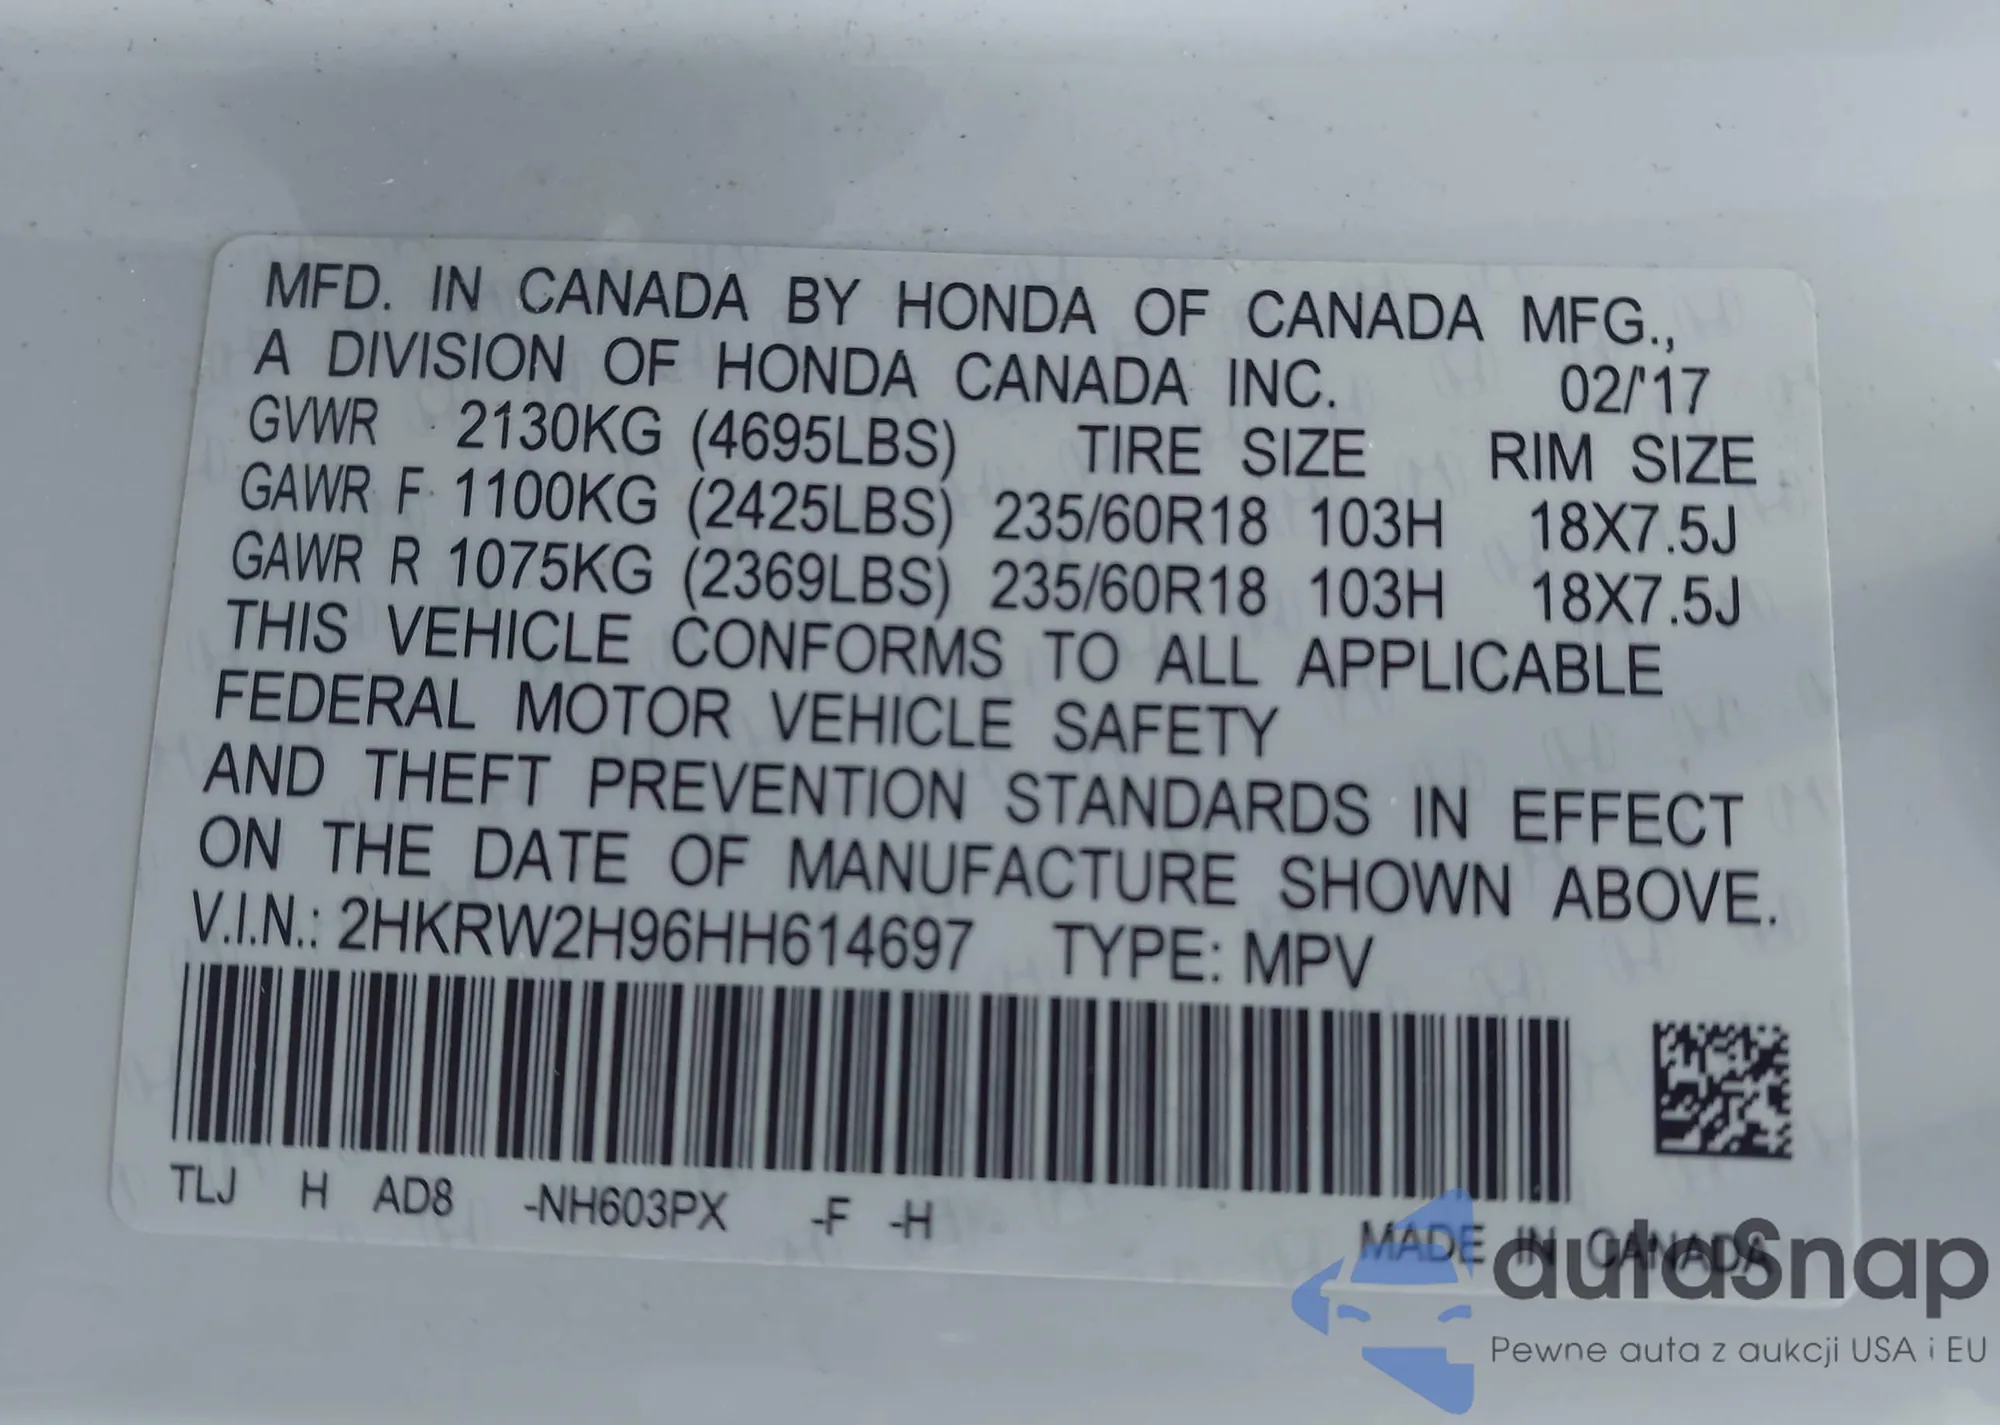 MFD. IN CANADA BY HONDA OF CANADA MFG.,
A DIVISION OF HONDA CANADA INC. 02/'17
GVWR 2130KG (4695LBS) TIRE SIZE RIM SIZE
GAWR F 1100KG (2425LBS) 235/60R18 103H 18X7.5J
GAWR R 1075KG (2369LBS) 235/60R18 103H 18X7.5J
THIS VEHICLE CONFORMS TO ALL APPLICABLE
FEDERAL MOTOR VEHICLE SAFETY
AND THEFT PREVENTION STANDARDS IN EFFECT
ON THE DATE OF MANUFACTURE SHOWN ABOVE.
V.I.N.: 2HKRW2H96HH614697 TYPE: MPV
TLJ H AD8 -NH603PX -F -H
MADE IN CANADA
autaSnap
Pewne auta z aukcji USA i EU